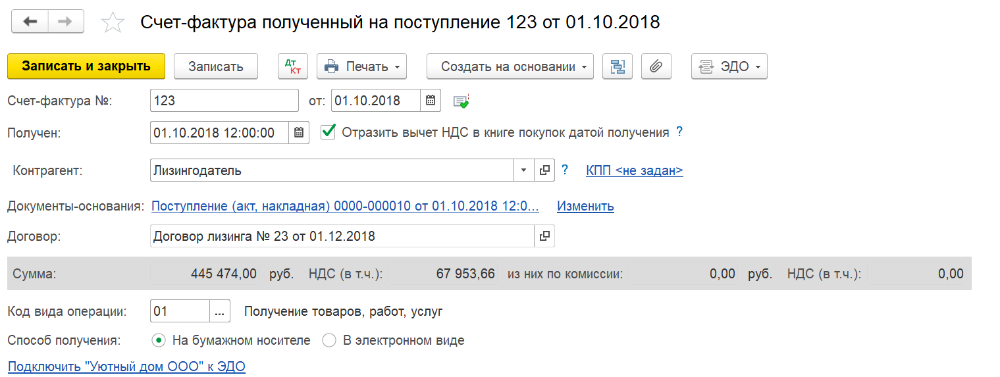 Счет-фактура полученный на поступление 123 от 01.10.2018
Записать и закрыть Записать Дт Кт Печать Создать на основании ЭДО
Счет-фактура №: 123 от: 01.10.2018
Получен: 01.10.2018 12:00:00 Отразить вычет НДС в книге покупок датой получения ?
Контрагент: Лизингодатель ? КПП <не задан>
Документы-основания: Поступление (акт, накладная) 0000-000010 от 01.10.2018 12:0... Изменить
Договор: Договор лизинга № 23 от 01.12.2018
Сумма: 445 474,00 руб. НДС (в т.ч.): 67 953,66 из них по комиссии: 0,00 руб. НДС (в т.ч.): 0,00
Код вида операции: 01 ... Получение товаров, работ, услуг
Способ получения: На бумажном носителе В электронном виде
Подключить "Уютный дом ООО" к ЭДО